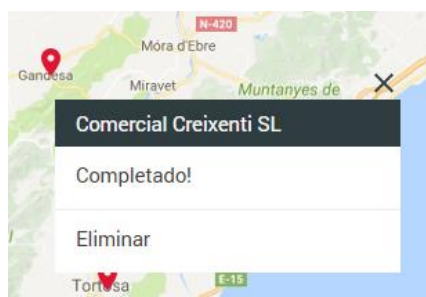 N-420
Móra d'Ebre
Gandesa
Miravet
Muntanyes de
Comercial Creixenti SL
Completado!
Eliminar
Tortosa
E-15